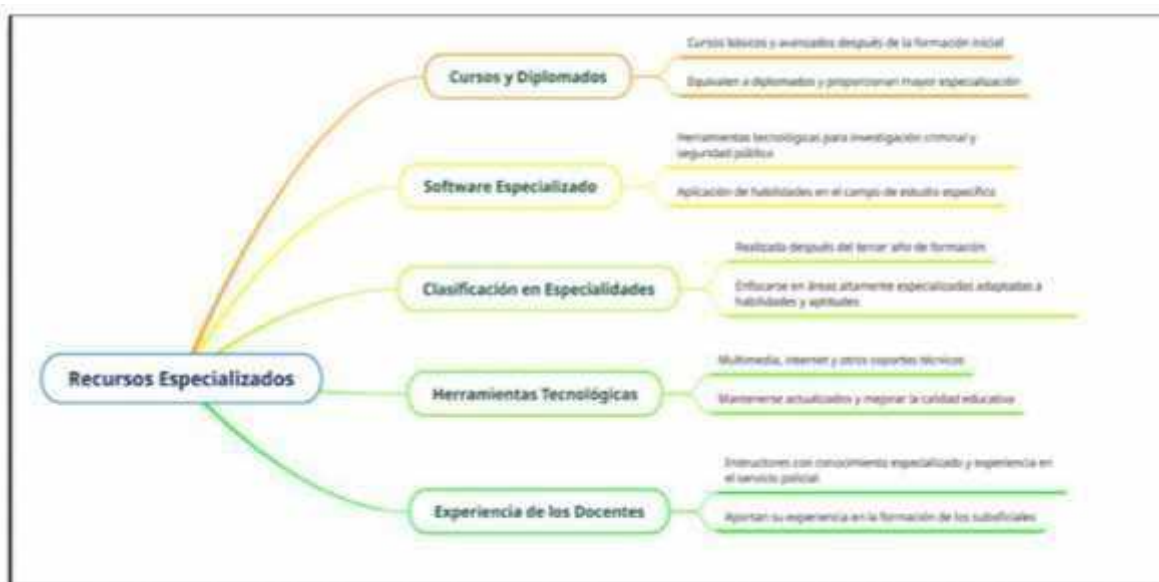 Recursos Especializados
Cursos y Diplomados
Cursos básicos y avanzados después de la formación inicial
Equivalen a diplomados y proporcionan mayor especialización
Software Especializado
Herramientas tecnológicas para investigación criminal y
seguridad pública
Aplicación de habilidades en el campo de estudio específico
Clasificación en Especialidades
Realizada después del tercer año de formación
Enfocarse en áreas altamente especializadas adaptadas a
habilidades y aptitudes
Herramientas Tecnológicas
Multimedia, internet y otros soportes técnicos
Mantenerse actualizados y mejorar la calidad educativa
Experiencia de los Docentes
Instructores con conocimiento especializado y experiencia en
el servicio policial
Aportan su experiencia en la formación de los suboficiales